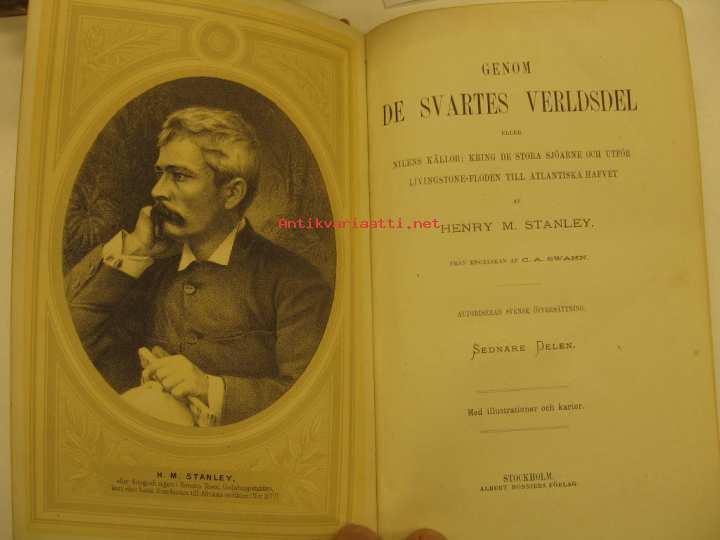 H. M. STANLEY,
efter fotografi
GENOM
DE SVARTES VERLDSDEL
ELLER
NILENS KÄLLOR; KRING DE STORA SJÖARNE OCH UTFÖR
LIVINGSTONE-FLODEN TILL ATLANTISKA HAFVET
AF
HENRY M. STANLEY.
FRÅN ENGELSKAN AF C. A. SWAHN.
AUTORISERAD SVENSK ÖFVERSÄTTNING.
SEDNARE DELEN.
Med illustrationer och kartor.
STOCKHOLM.
ALBERT BONNIERS FÖRLAG.
Antikvariaatti.net